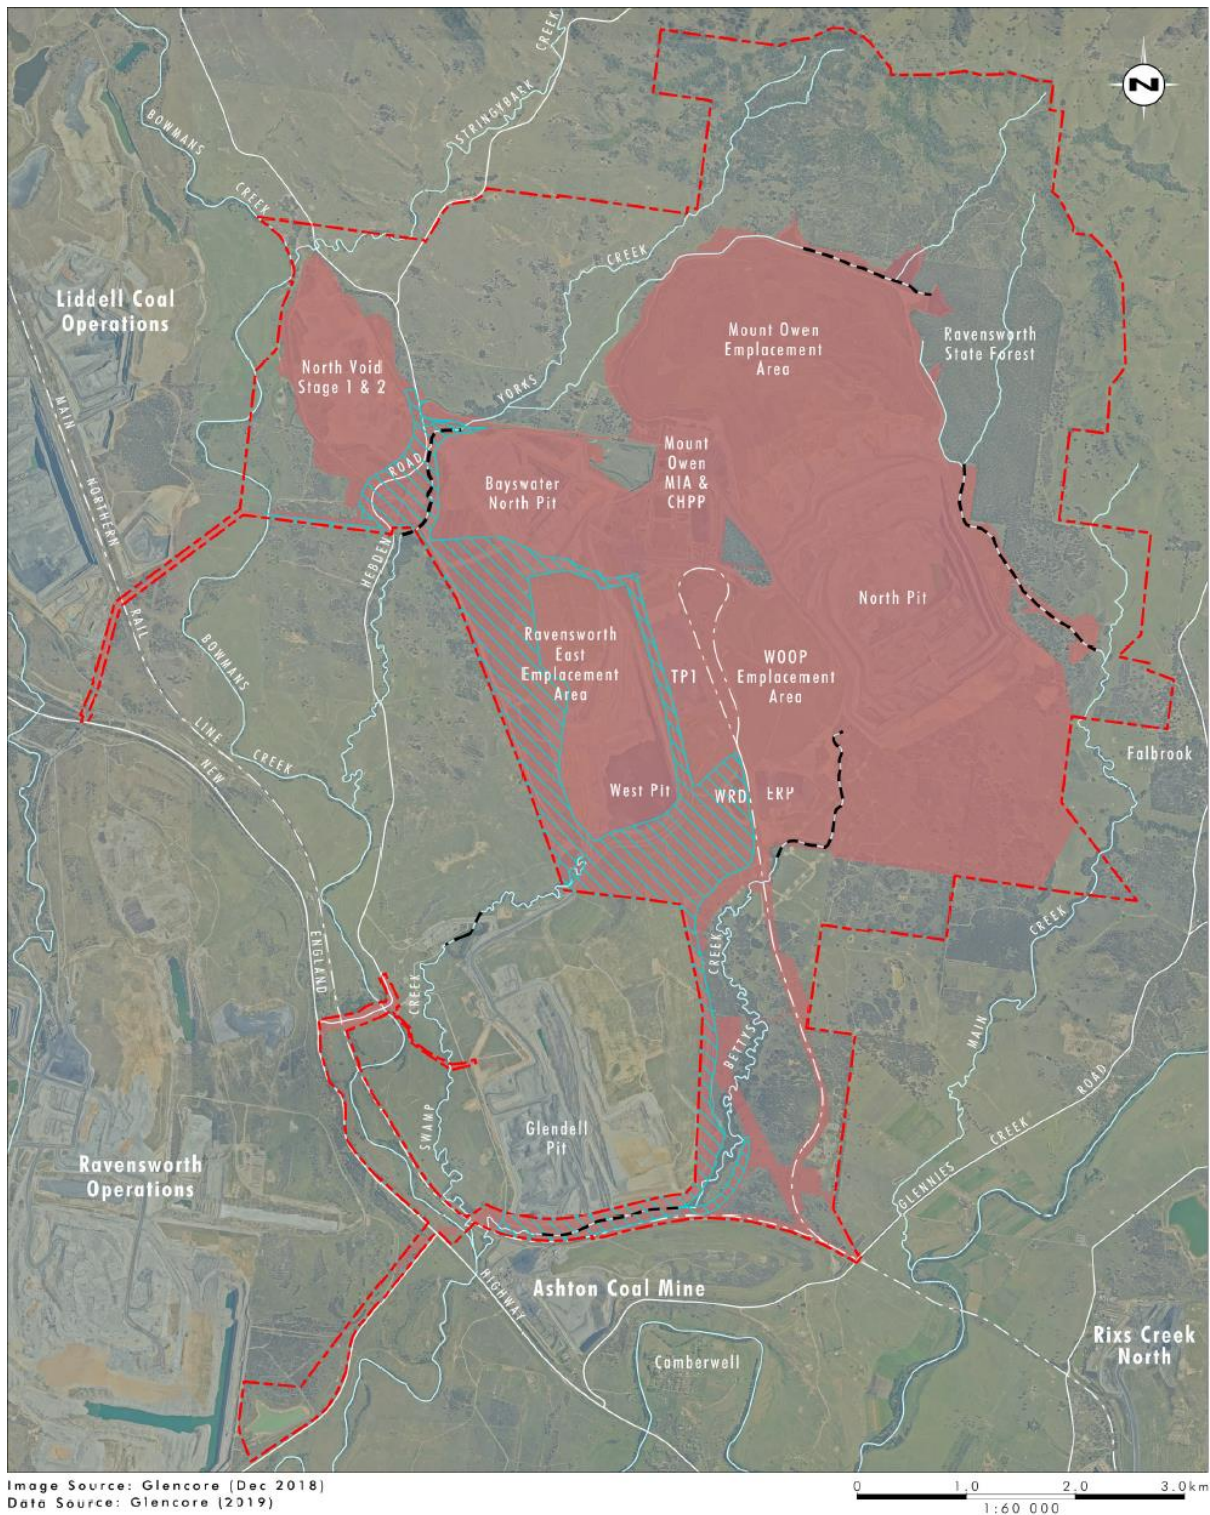 CREEK
STRINGYBARK
BOWMANS
CREEK
N
CREEK
Liddell Coal
Operations
Mount Owen
Emplacement
Area
Ravensworth
State Forest
North Void
Stage 1 & 2
YORKS
MAIN
NORTHERN
RAIL
LINE
ROAD
HEBDEN
Mount
Owen
MIA &
CHPP
Bayswater
North Pit
North Pit
Ravensworth
East
Emplacement
Area
TP1
WOOP
Emplacement
Area
BOWMANS
CREEK
NEW
ENGLAND
HIGHWAY
Falbrook
West Pit
WRD
ERP
CREEK
BETTYS
CREEK
SWAMP
MAIN
CREEK
GLENNIES
CREEK
ROAD
Glendell
Pit
Ravensworth
Operations
Ashton Coal Mine
Camberwell
Rixs Creek
North
Image Source: Glencore (Dec 2018)
Data Source: Glencore (2019)
0 1.0 2.0 3.0km
1:60 000